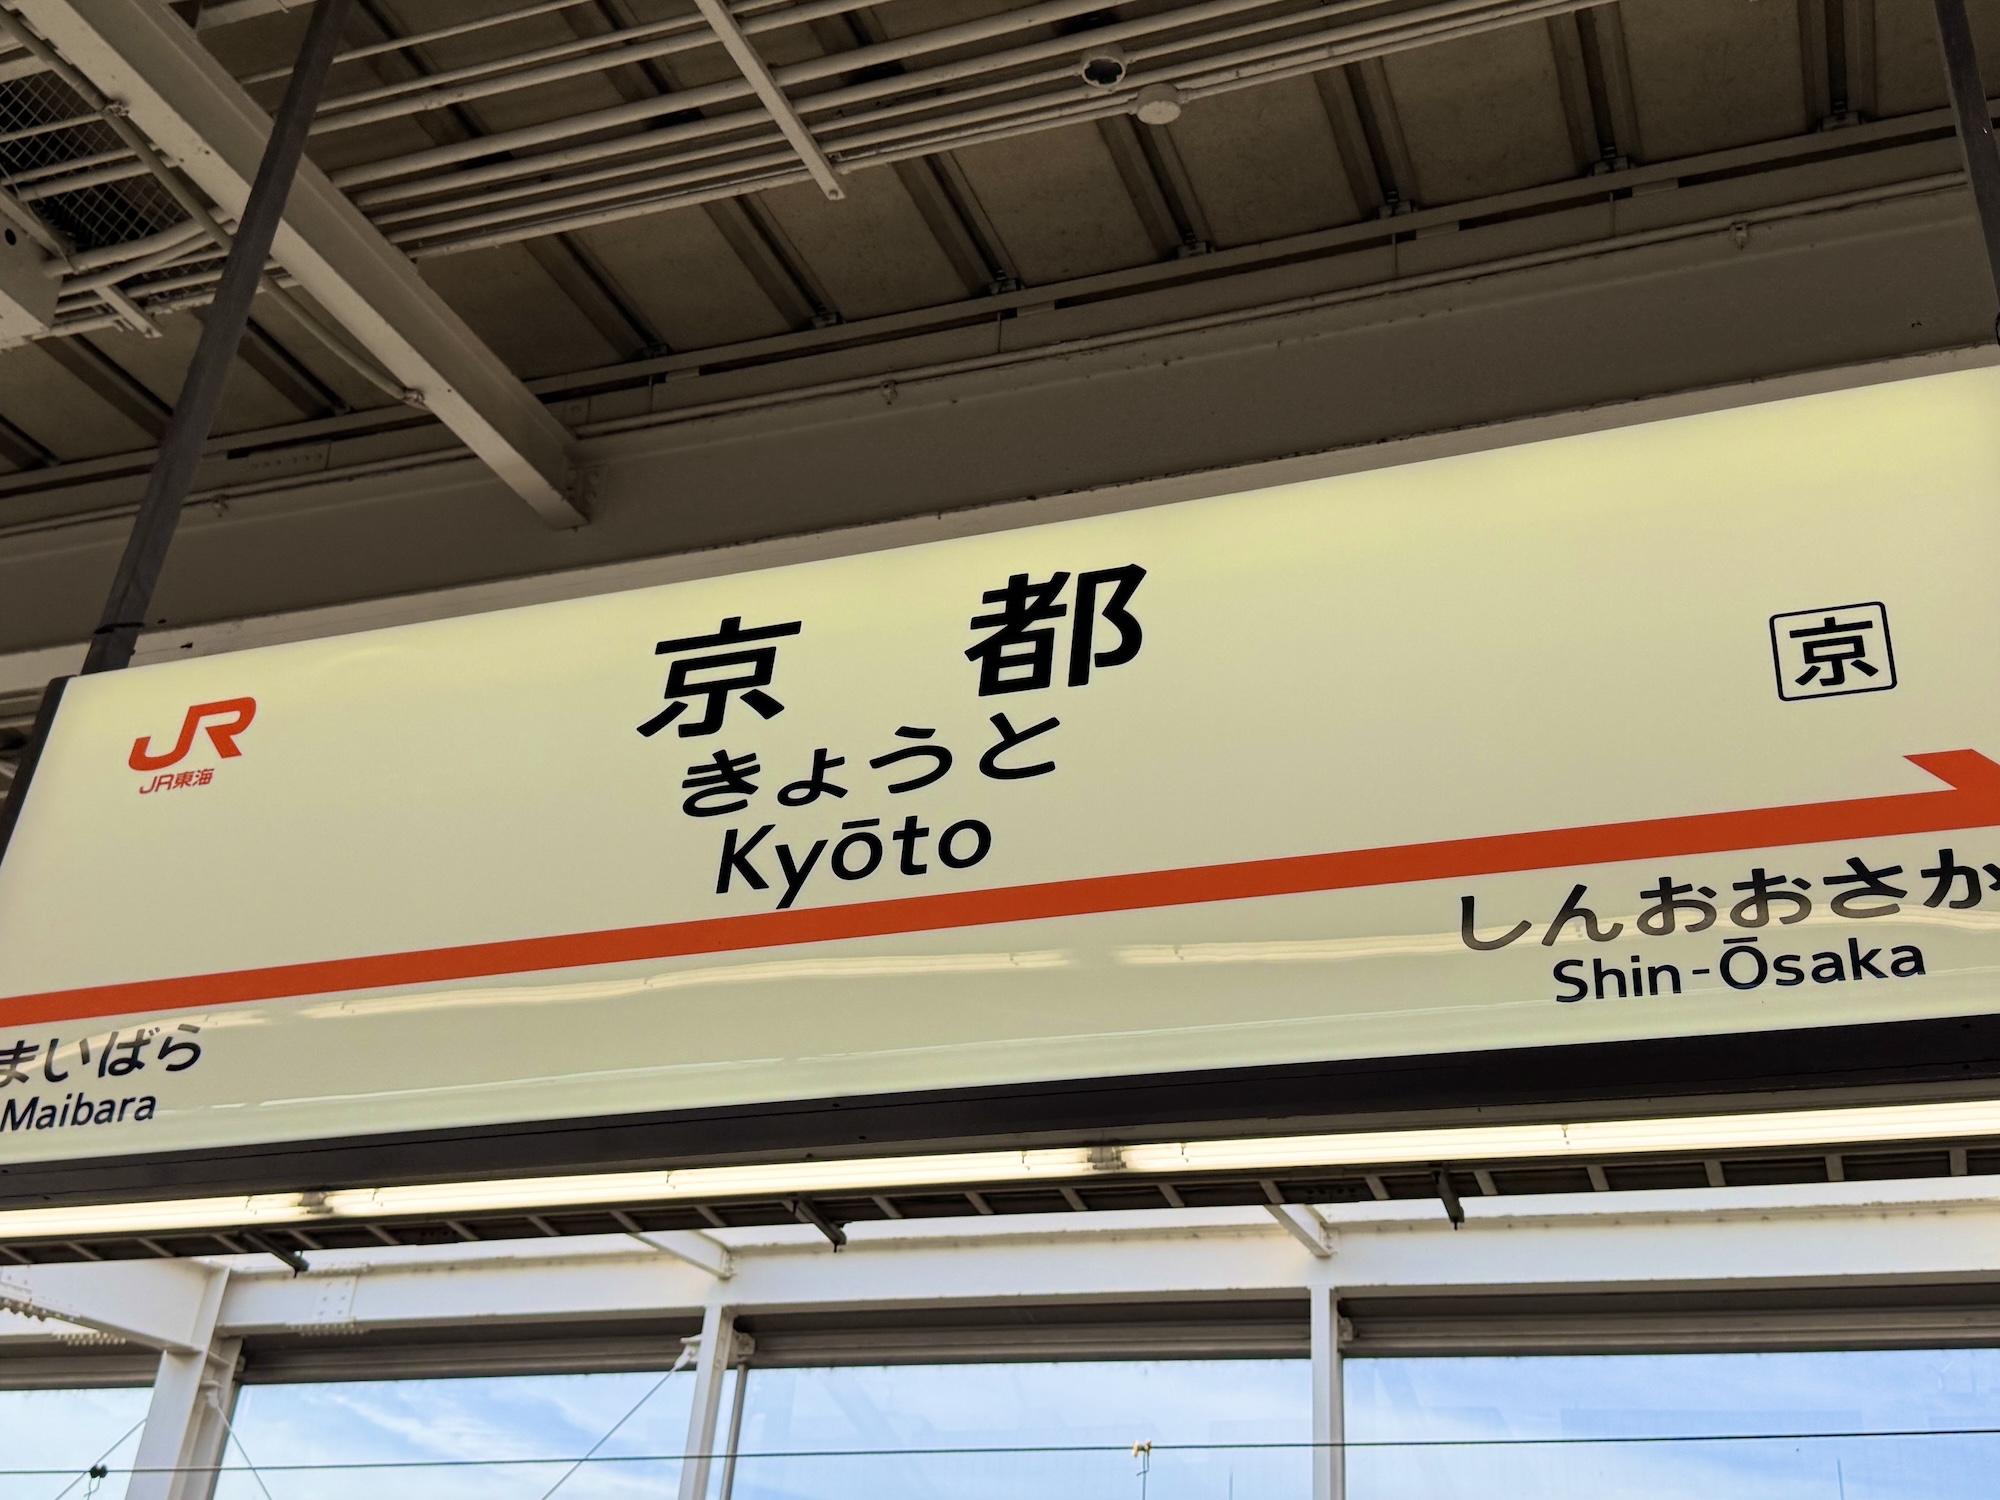 JR
JR東海
京都
京
きょうと
Kyōto
しんおおさか
Shin-Ōsaka
まいばら
Maibara